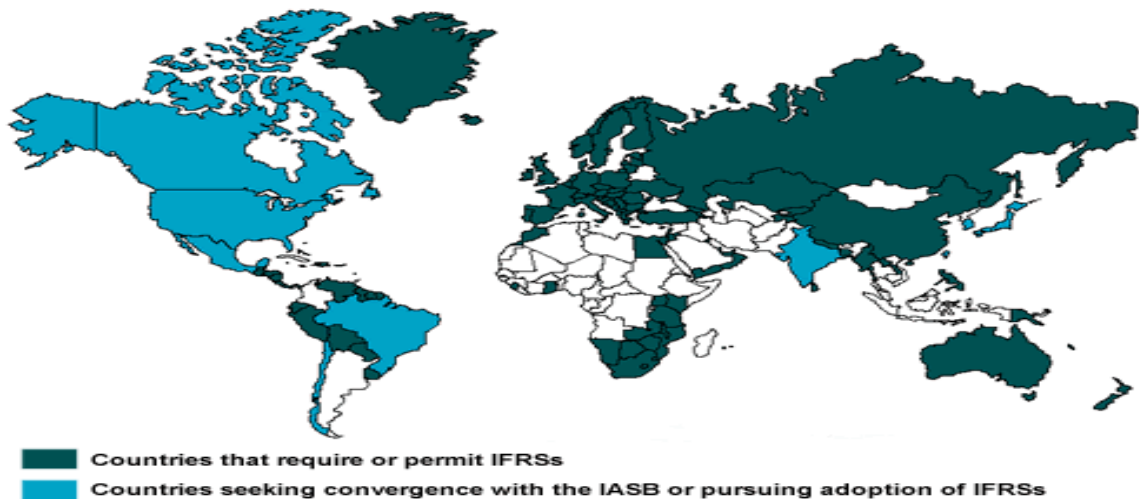 Countries that require or permit IFRSs
Countries seeking convergence with the IASB or pursuing adoption of IFRSs